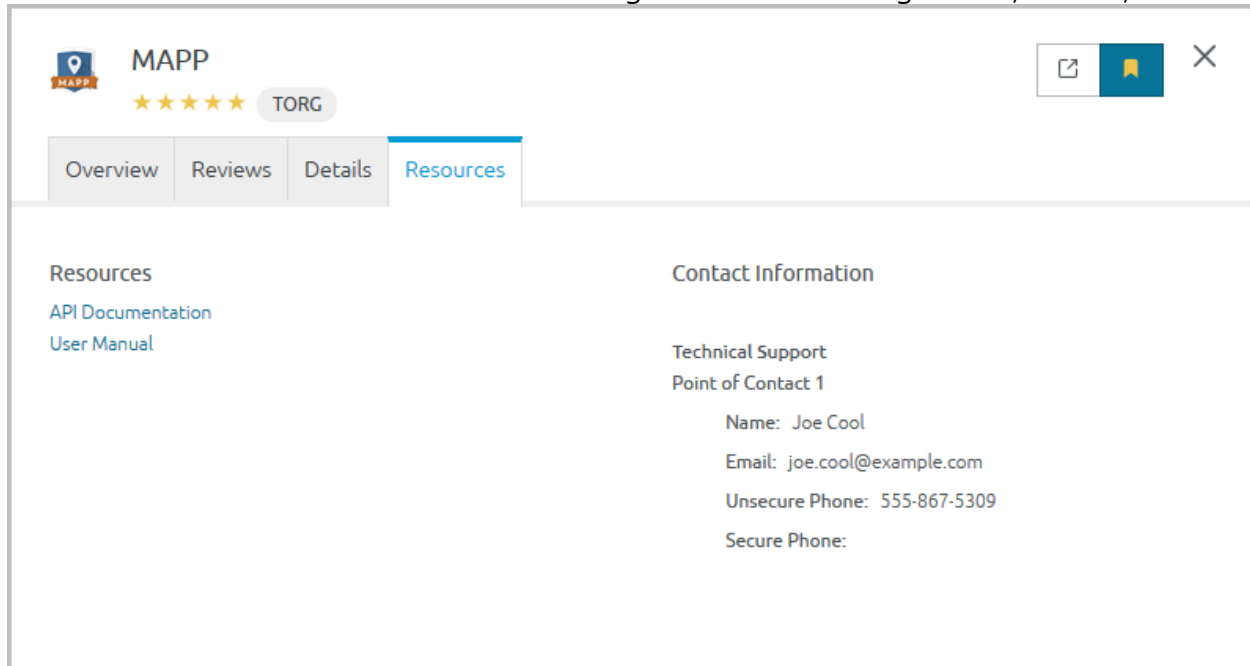 MAPP
MAPP
TORG
Overview
Reviews
Details
Resources
Resources
API Documentation
User Manual
Contact Information
Technical Support
Point of Contact 1
Name: Joe Cool
Email: joe.cool@example.com
Unsecure Phone: 555-867-5309
Secure Phone: